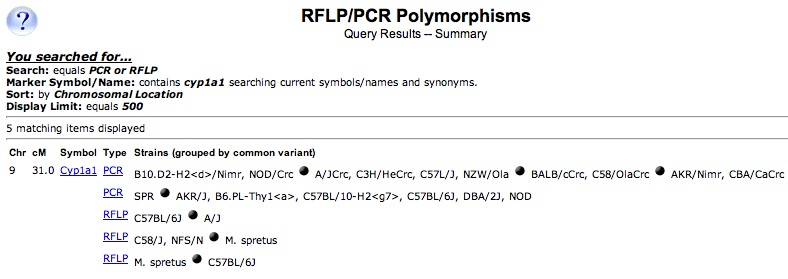 ?
RFLP/PCR Polymorphisms
Query Results -- Summary
You searched for...
Search: equals PCR or RFLP
Marker Symbol/Name: contains cyp1a1 searching current symbols/names and synonyms.
Sort: by Chromosomal Location
Display Limit: equals 500
5 matching items displayed
Chr cM Symbol Type Strains (grouped by common variant)
9 31.0 Cyp1a1 PCR B10.D2-H2<d>/Nimr, NOD/Crc ● A/JCrc, C3H/HeCrc, C57L/J, NZW/Ola ● BALB/cCrc, C58/OlaCrc ● AKR/Nimr, CBA/CaCrc
PCR SPR ● AKR/J, B6.PL-Thy1<a>, C57BL/10-H2<g7>, C57BL/6J, DBA/2J, NOD
RFLP C57BL/6J ● A/J
RFLP C58/J, NFS/N ● M. spretus
RFLP M. spretus ● C57BL/6J